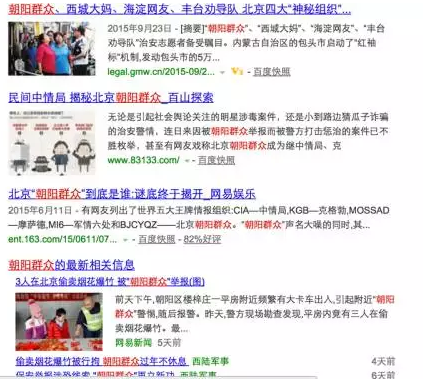 朝阳群众、西城大妈、海淀网友、丰台劝导队 北京四大“神秘组织”...
2015年9月23日 - [摘要]“朝阳群众”、“西城大妈”、“海淀网友”、“丰台劝导队”治安志愿者备受瞩目。内蒙古自治区的包头市启动了“红袖标”机制,发动包头市的5万...
legal.gmw.cn/2015-09/2... - V2 - 百度快照
民间中情局 揭秘北京朝阳群众_百山探索
无论是引起社会舆论关注的明星涉毒案件，还是小到路边猜瓜子诈骗的治安警情，连日来因被朝阳群众举报而被警方打击惩治的案件已不胜枚举，甚至有网友戏称北京朝阳群众成为继中情局、克
www.83133.com/ - 百度快照
北京“朝阳群众”到底是谁:谜底终于揭开_网易娱乐
2015年6月11日 - 有网友列出了世界五大王牌情报组织:CIA—中情局,KGB—克格勃,MOSSAD—摩萨德,MI6—军情六处和BJCYQZ——北京朝阳群众。“朝阳群众”声名大噪的同时,其...
ent.163.com/15/0611/07... - 百度快照 - 82%好评
朝阳群众的最新相关信息
3人在北京偷卖烟花爆竹 被“朝阳群众”举报(图)
前天下午,朝阳区楼梓庄一平房附近频繁有大卡车出入,引起附近“朝阳群众”警惕,随后报警。昨天,警方现场勘查发现,平房内竟有三人在偷卖烟花爆竹。最...
网易新闻 5天前
偷卖烟花爆竹被行拘 朝阳群众过年不休息 西陆军事 4天前
保安举报涉恐线索 “朝阳群众”再立新功 西陆军事 6天前